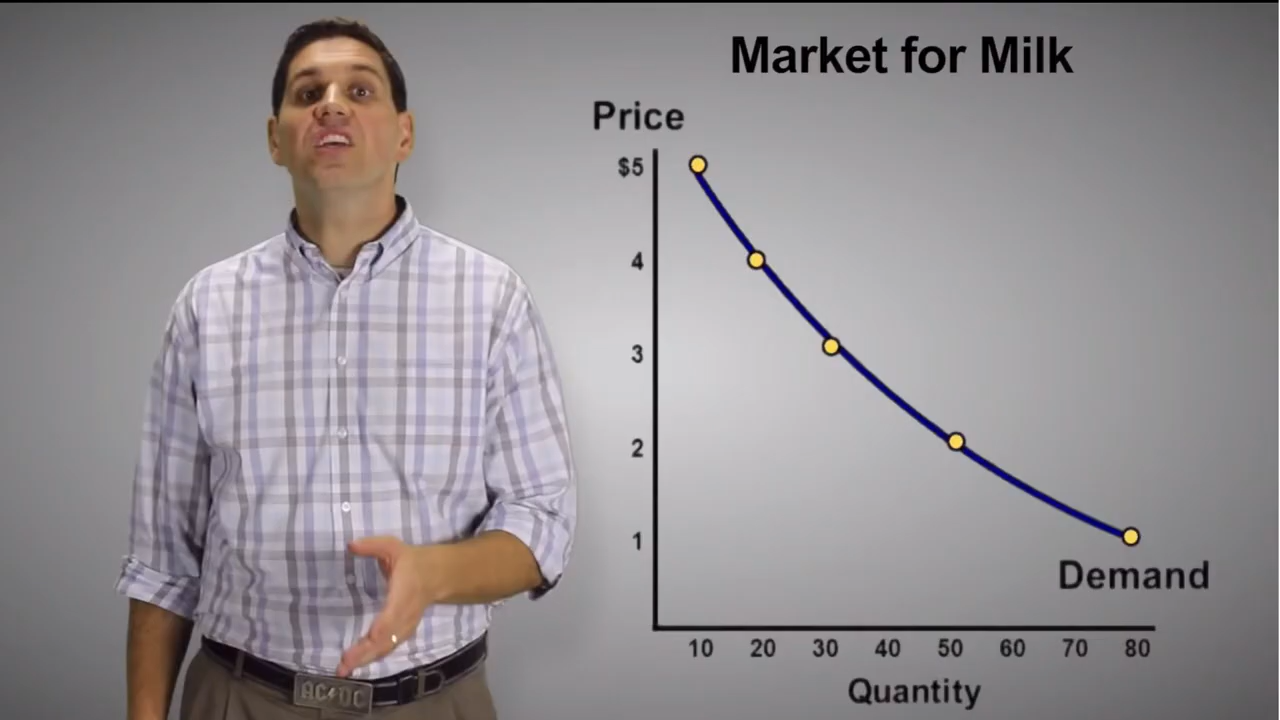 Market for Milk
Price
$5
4
3
2
1
Demand
10 20 30 40 50 60 70 80
Quantity
AC⚡DC